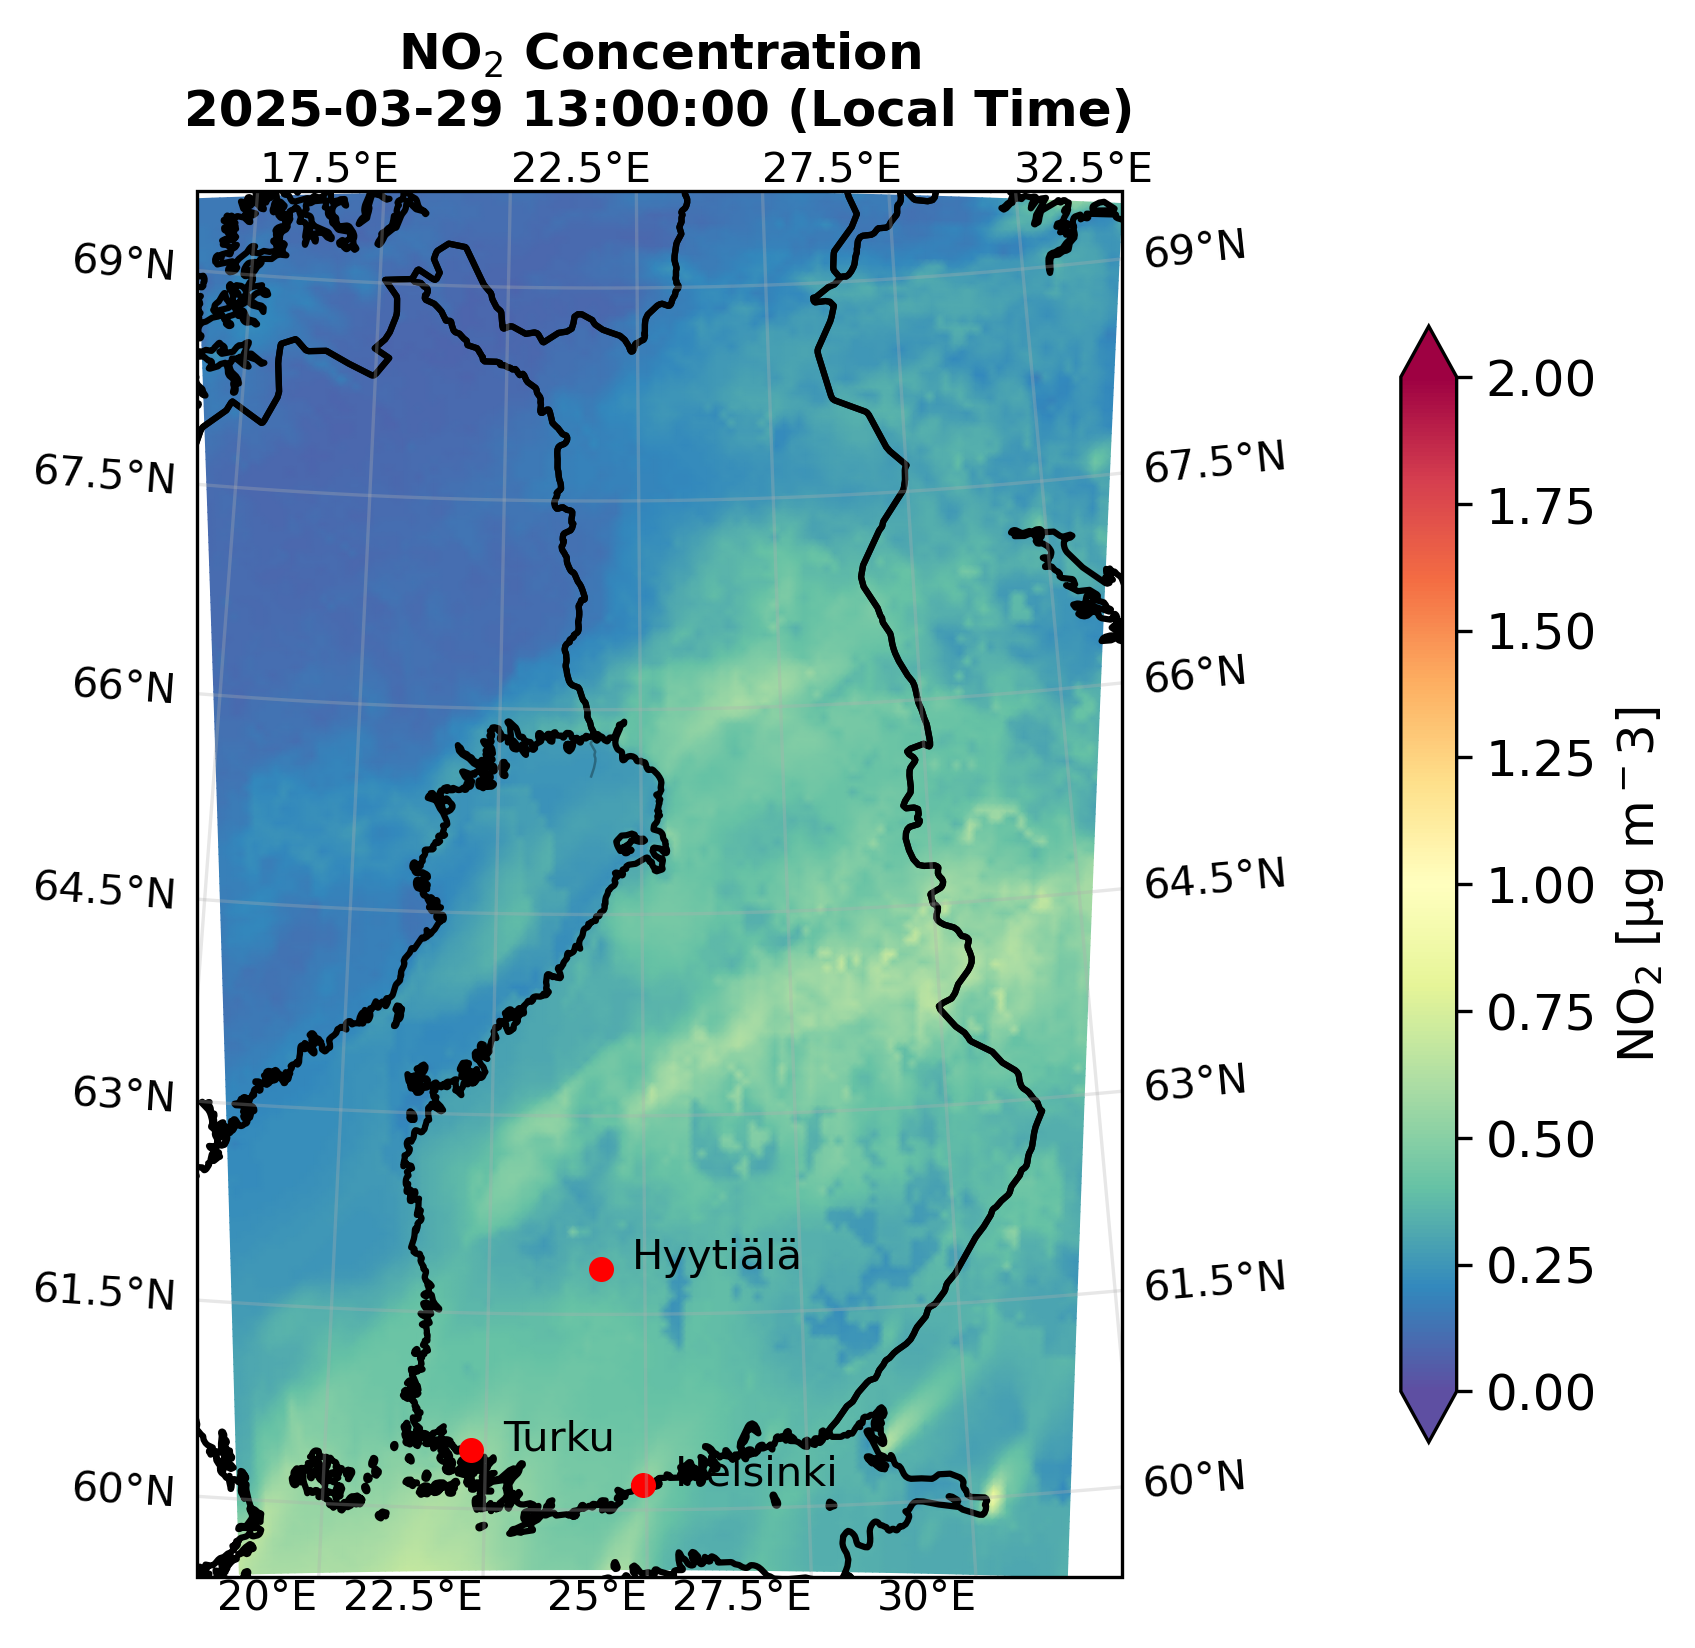 NO₂ Concentration
2025-03-29 13:00:00 (Local Time)
17.5°E 22.5°E 27.5°E 32.5°E
69°N 69°N
67.5°N 67.5°N
66°N 66°N
64.5°N 64.5°N
63°N 63°N
61.5°N 61.5°N
60°N 60°N
Hyytiälä
Turku
Helsinki
20°E 22.5°E 25°E 27.5°E 30°E
2.00
1.75
1.50
1.25
1.00
0.75
0.50
0.25
0.00
NO₂ [µg m⁻3]